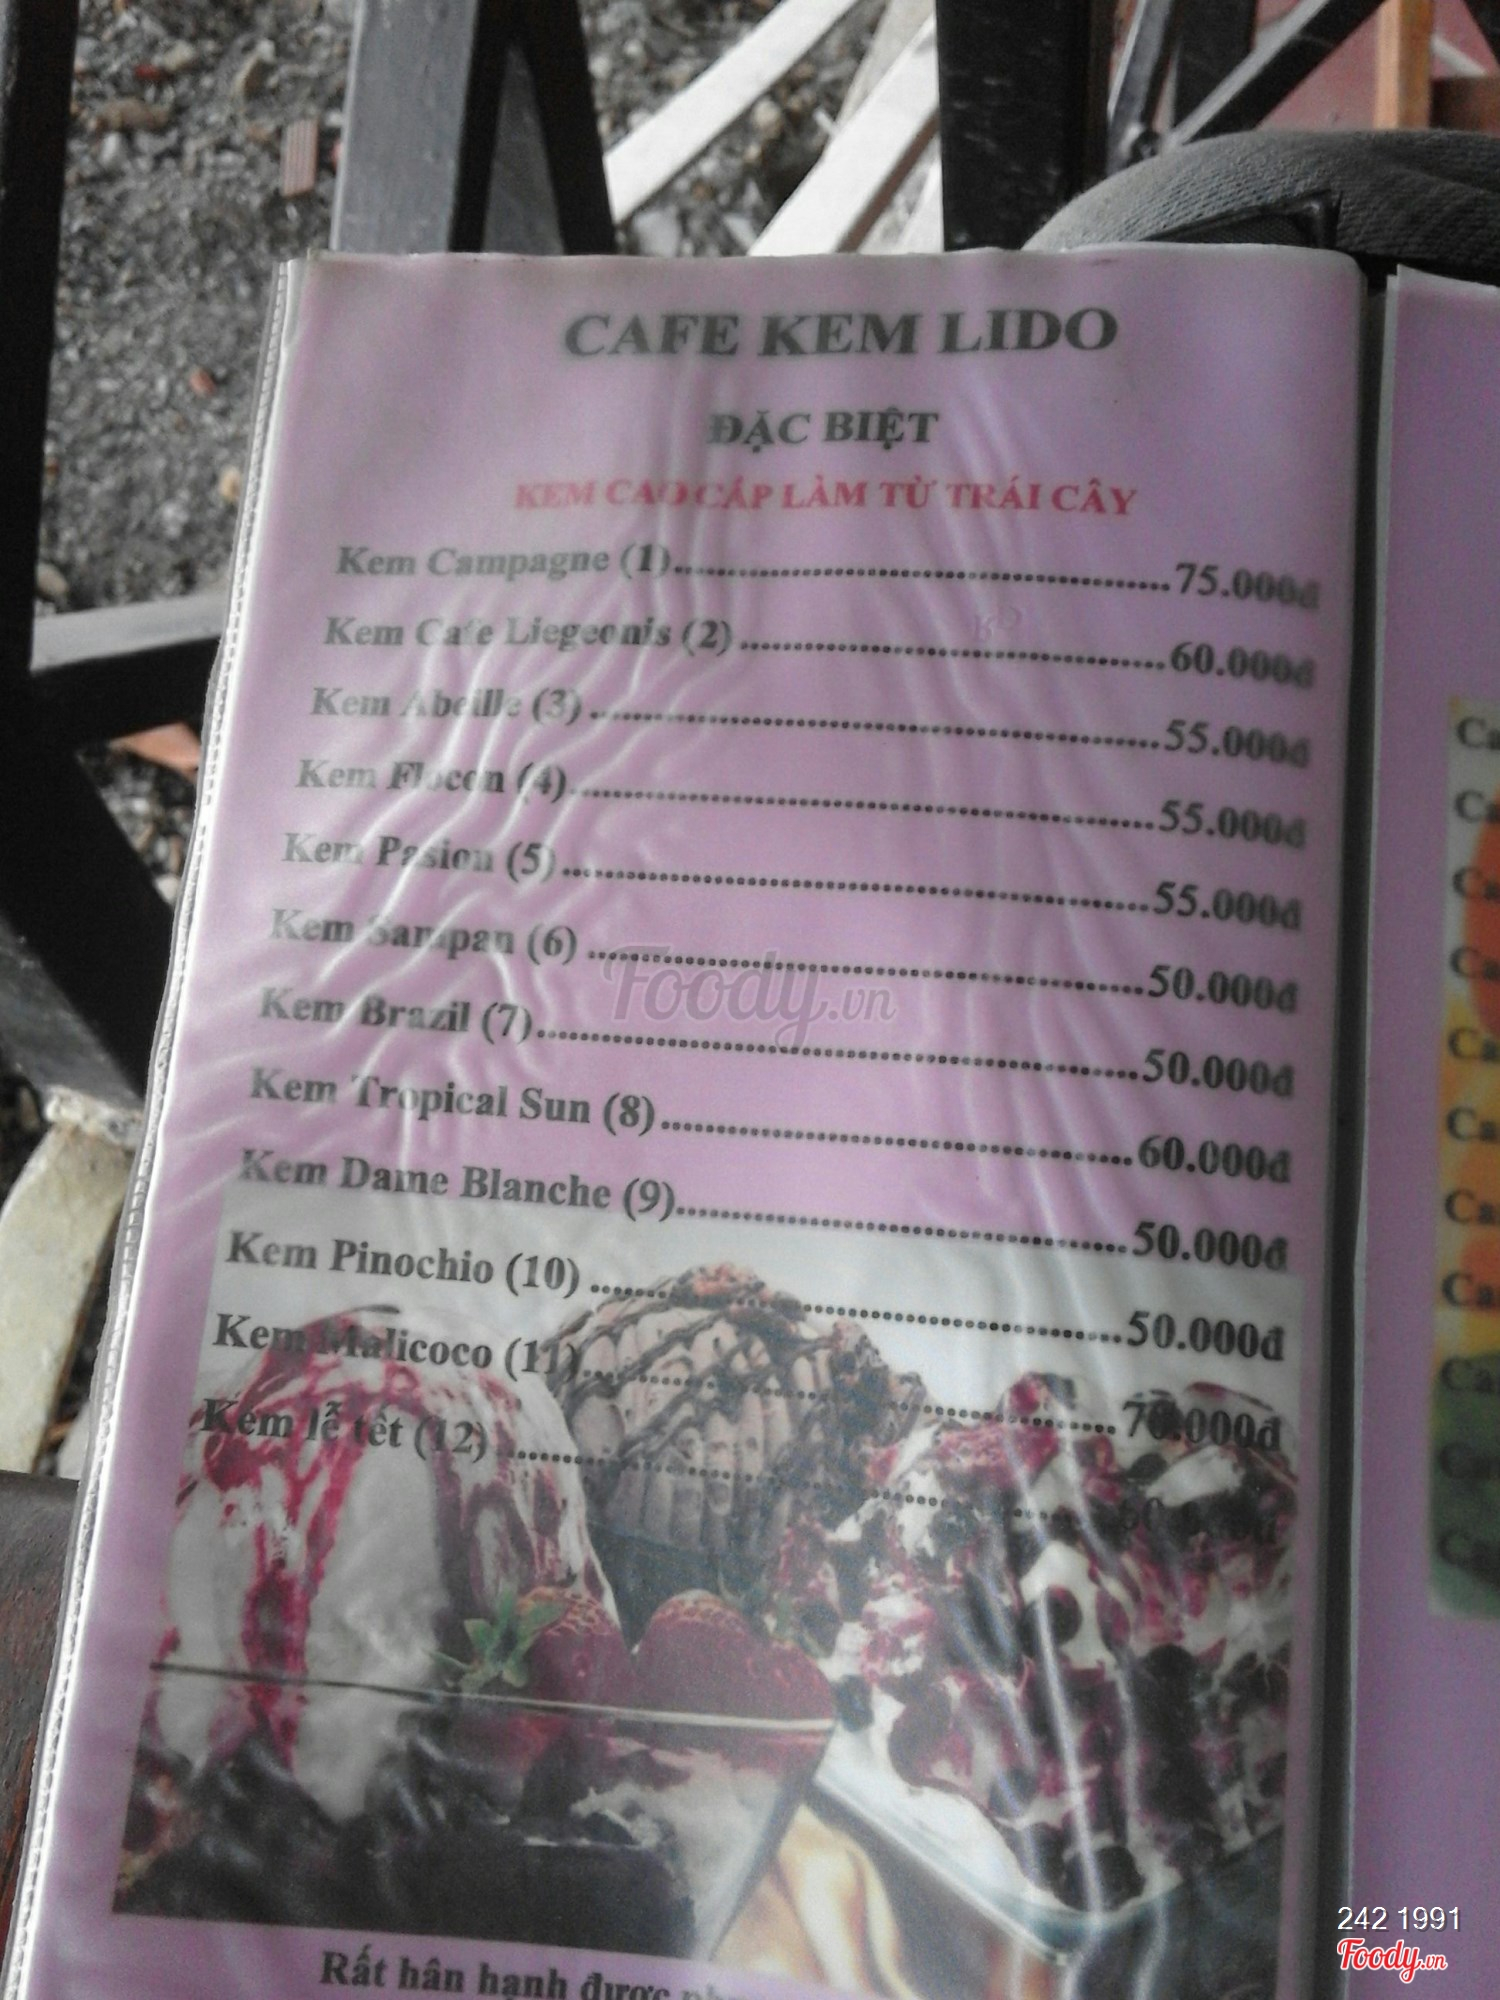 CAFE KEM LIDO
ĐẶC BIỆT
KEM CAO CẤP LÀM TỪ TRÁI CÂY
Kem Campagne (1)..........75.000đ
Kem Cafe Liegeonis (2)..........60.000đ
Kem Abeille (3)..........55.000đ
Kem Flocon (4)..........55.000đ
Kem Pasion (5)..........55.000đ
Kem Sampan (6)..........50.000đ
Kem Brazil (7)..........50.000đ
Kem Tropical Sun (8)..........60.000đ
Kem Dame Blanche (9)..........50.000đ
Kem Pinochio (10)..........50.000đ
Kem Malicoco (11)..........70.000đ
Kem lễ tết (12)..........
Rất hân hạnh được
Foody.vn
242 1991
Foody.vn